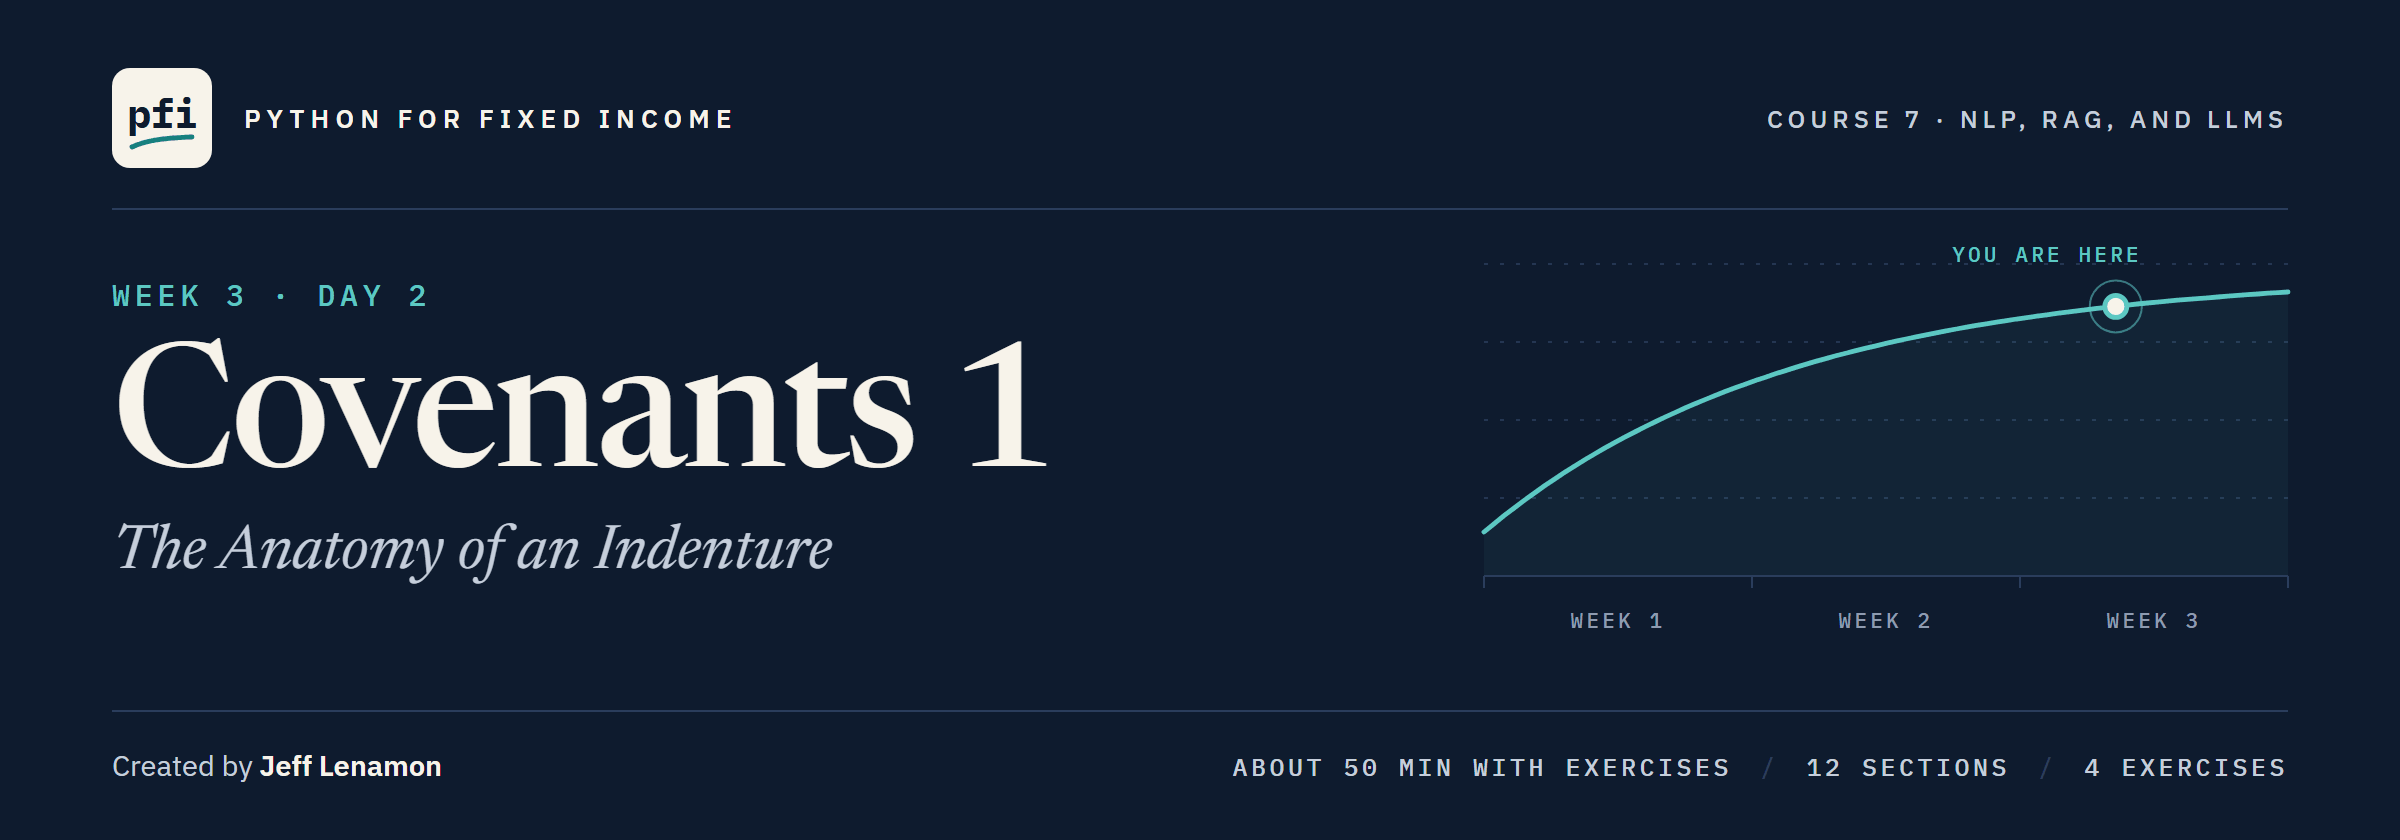 pfi
PYTHON FOR FIXED INCOME
COURSE 7 · NLP, RAG, AND LLMS
WEEK 3 · DAY 2
Covenants 1
The Anatomy of an Indenture
YOU ARE HERE
WEEK 1
WEEK 2
WEEK 3
Created by Jeff Lenamon
ABOUT 50 MIN WITH EXERCISES / 12 SECTIONS / 4 EXERCISES